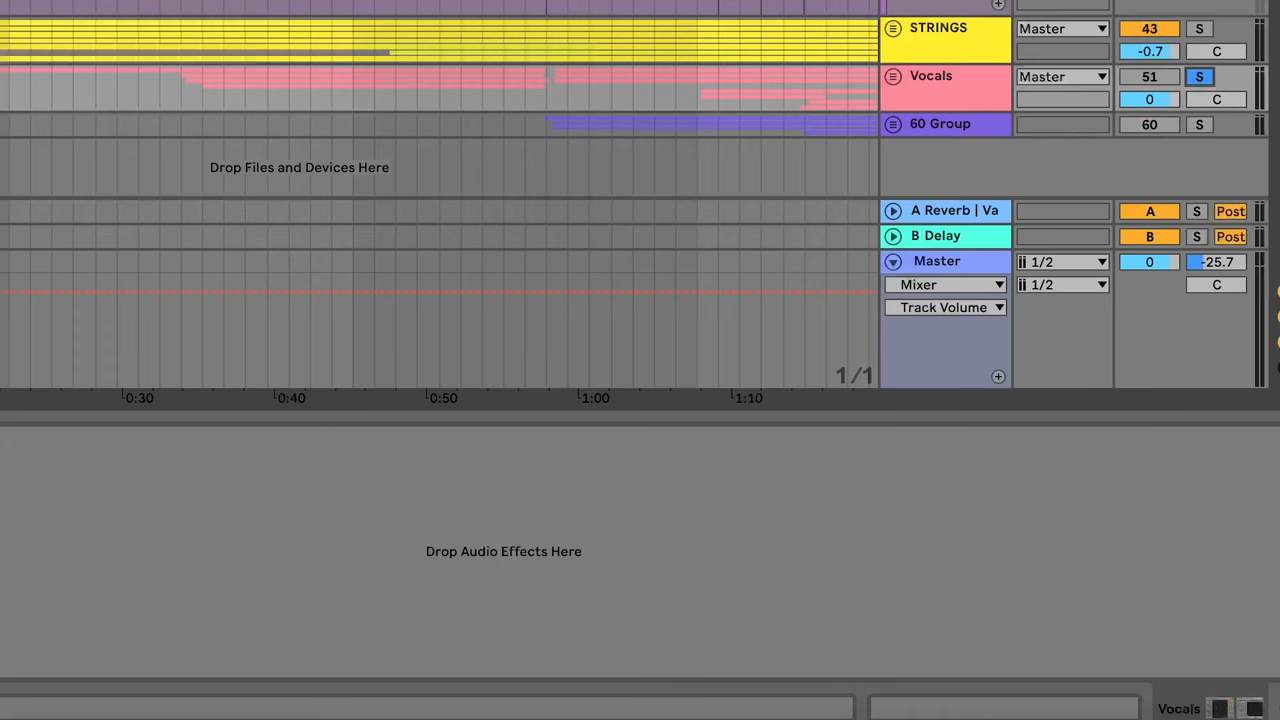 STRINGS Master 43 S
-0.7 C
Vocals Master 51 S
0 C
60 Group 60 S
Drop Files and Devices Here
A Reverb | Va A S Post
B Delay B S Post
Master 1/2 0 -25.7
Mixer 1/2 C
Track Volume
1/1
0:30 0:40 0:50 1:00 1:10
Drop Audio Effects Here
Vocals